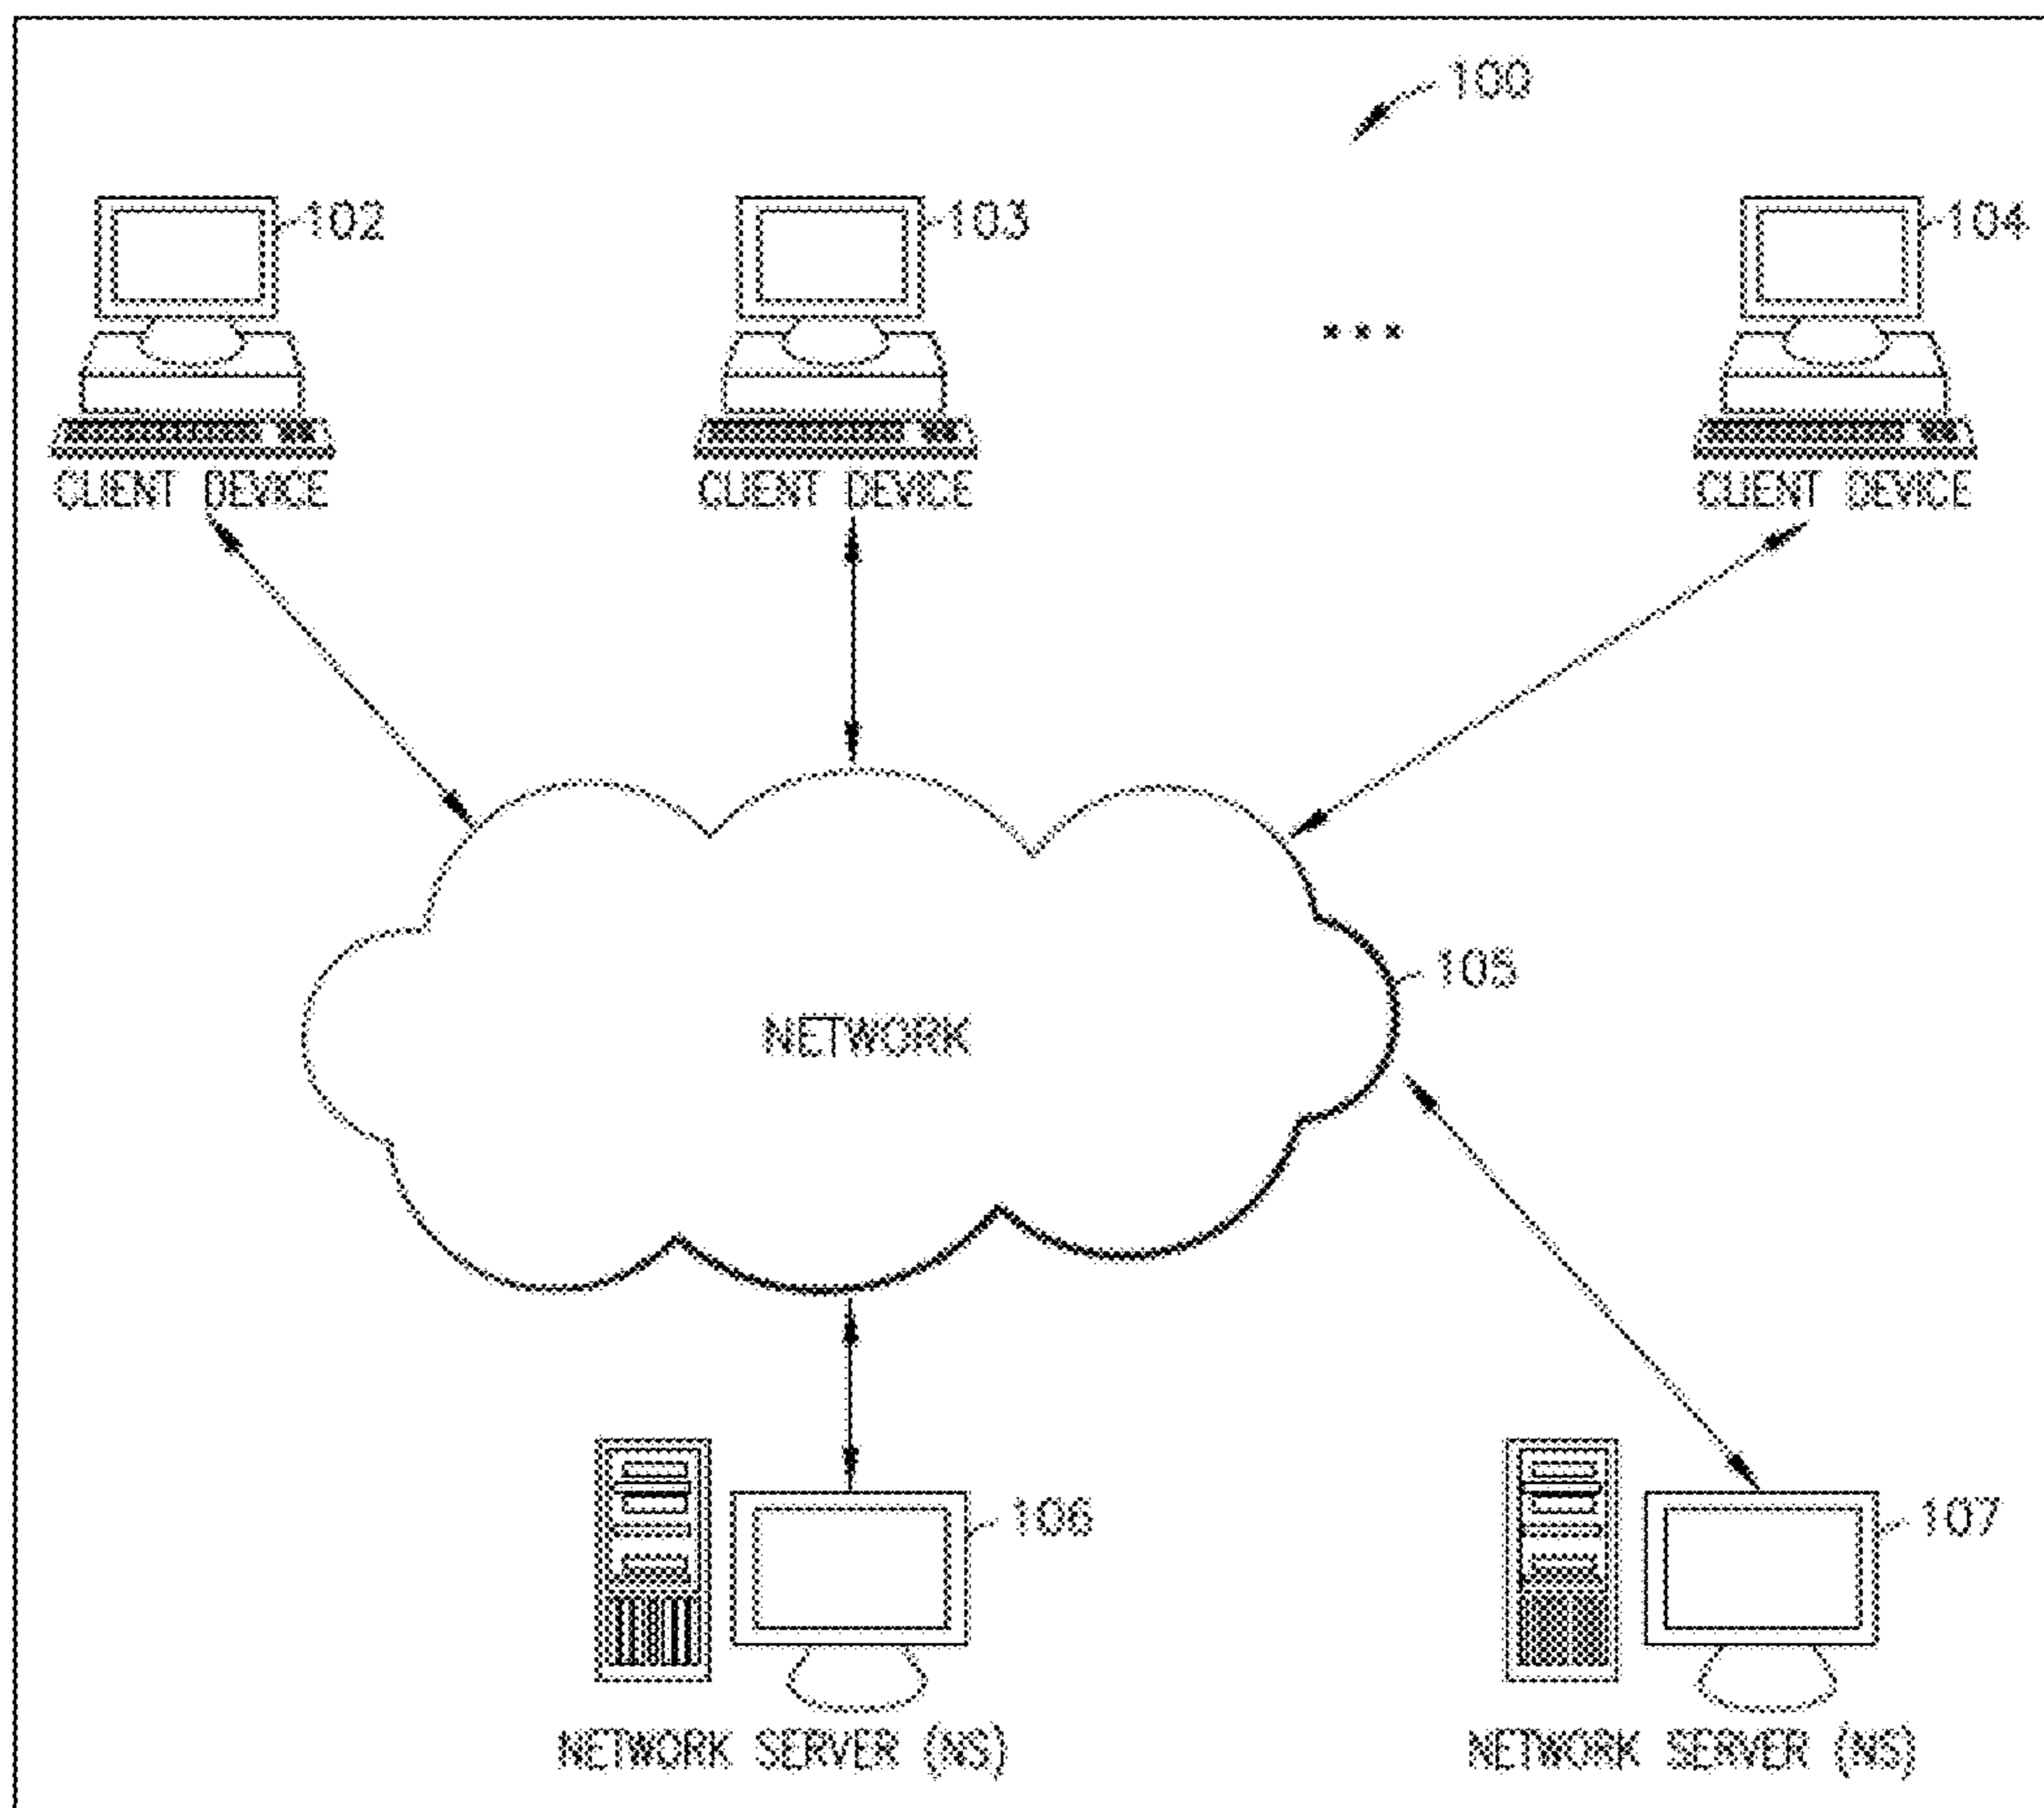 100
102
103
104
...
CLIENT DEVICE
CLIENT DEVICE
CLIENT DEVICE
105
NETWORK
106
107
NETWORK SERVER (NS)
NETWORK SERVER (NS)